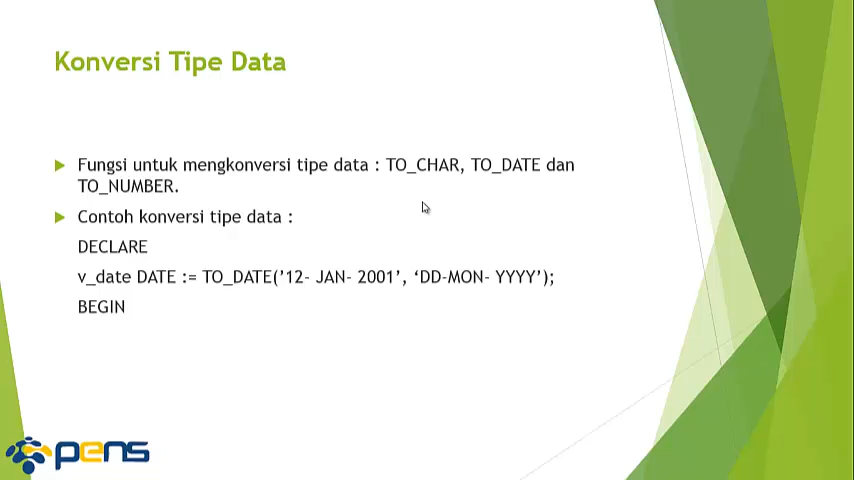 Konversi Tipe Data
Fungsi untuk mengkonversi tipe data : TO_CHAR, TO_DATE dan
TO_NUMBER.
Contoh konversi tipe data :
DECLARE
v_date DATE := TO_DATE(’12- JAN- 2001’, ‘DD-MON- YYYY’);
BEGIN
pens